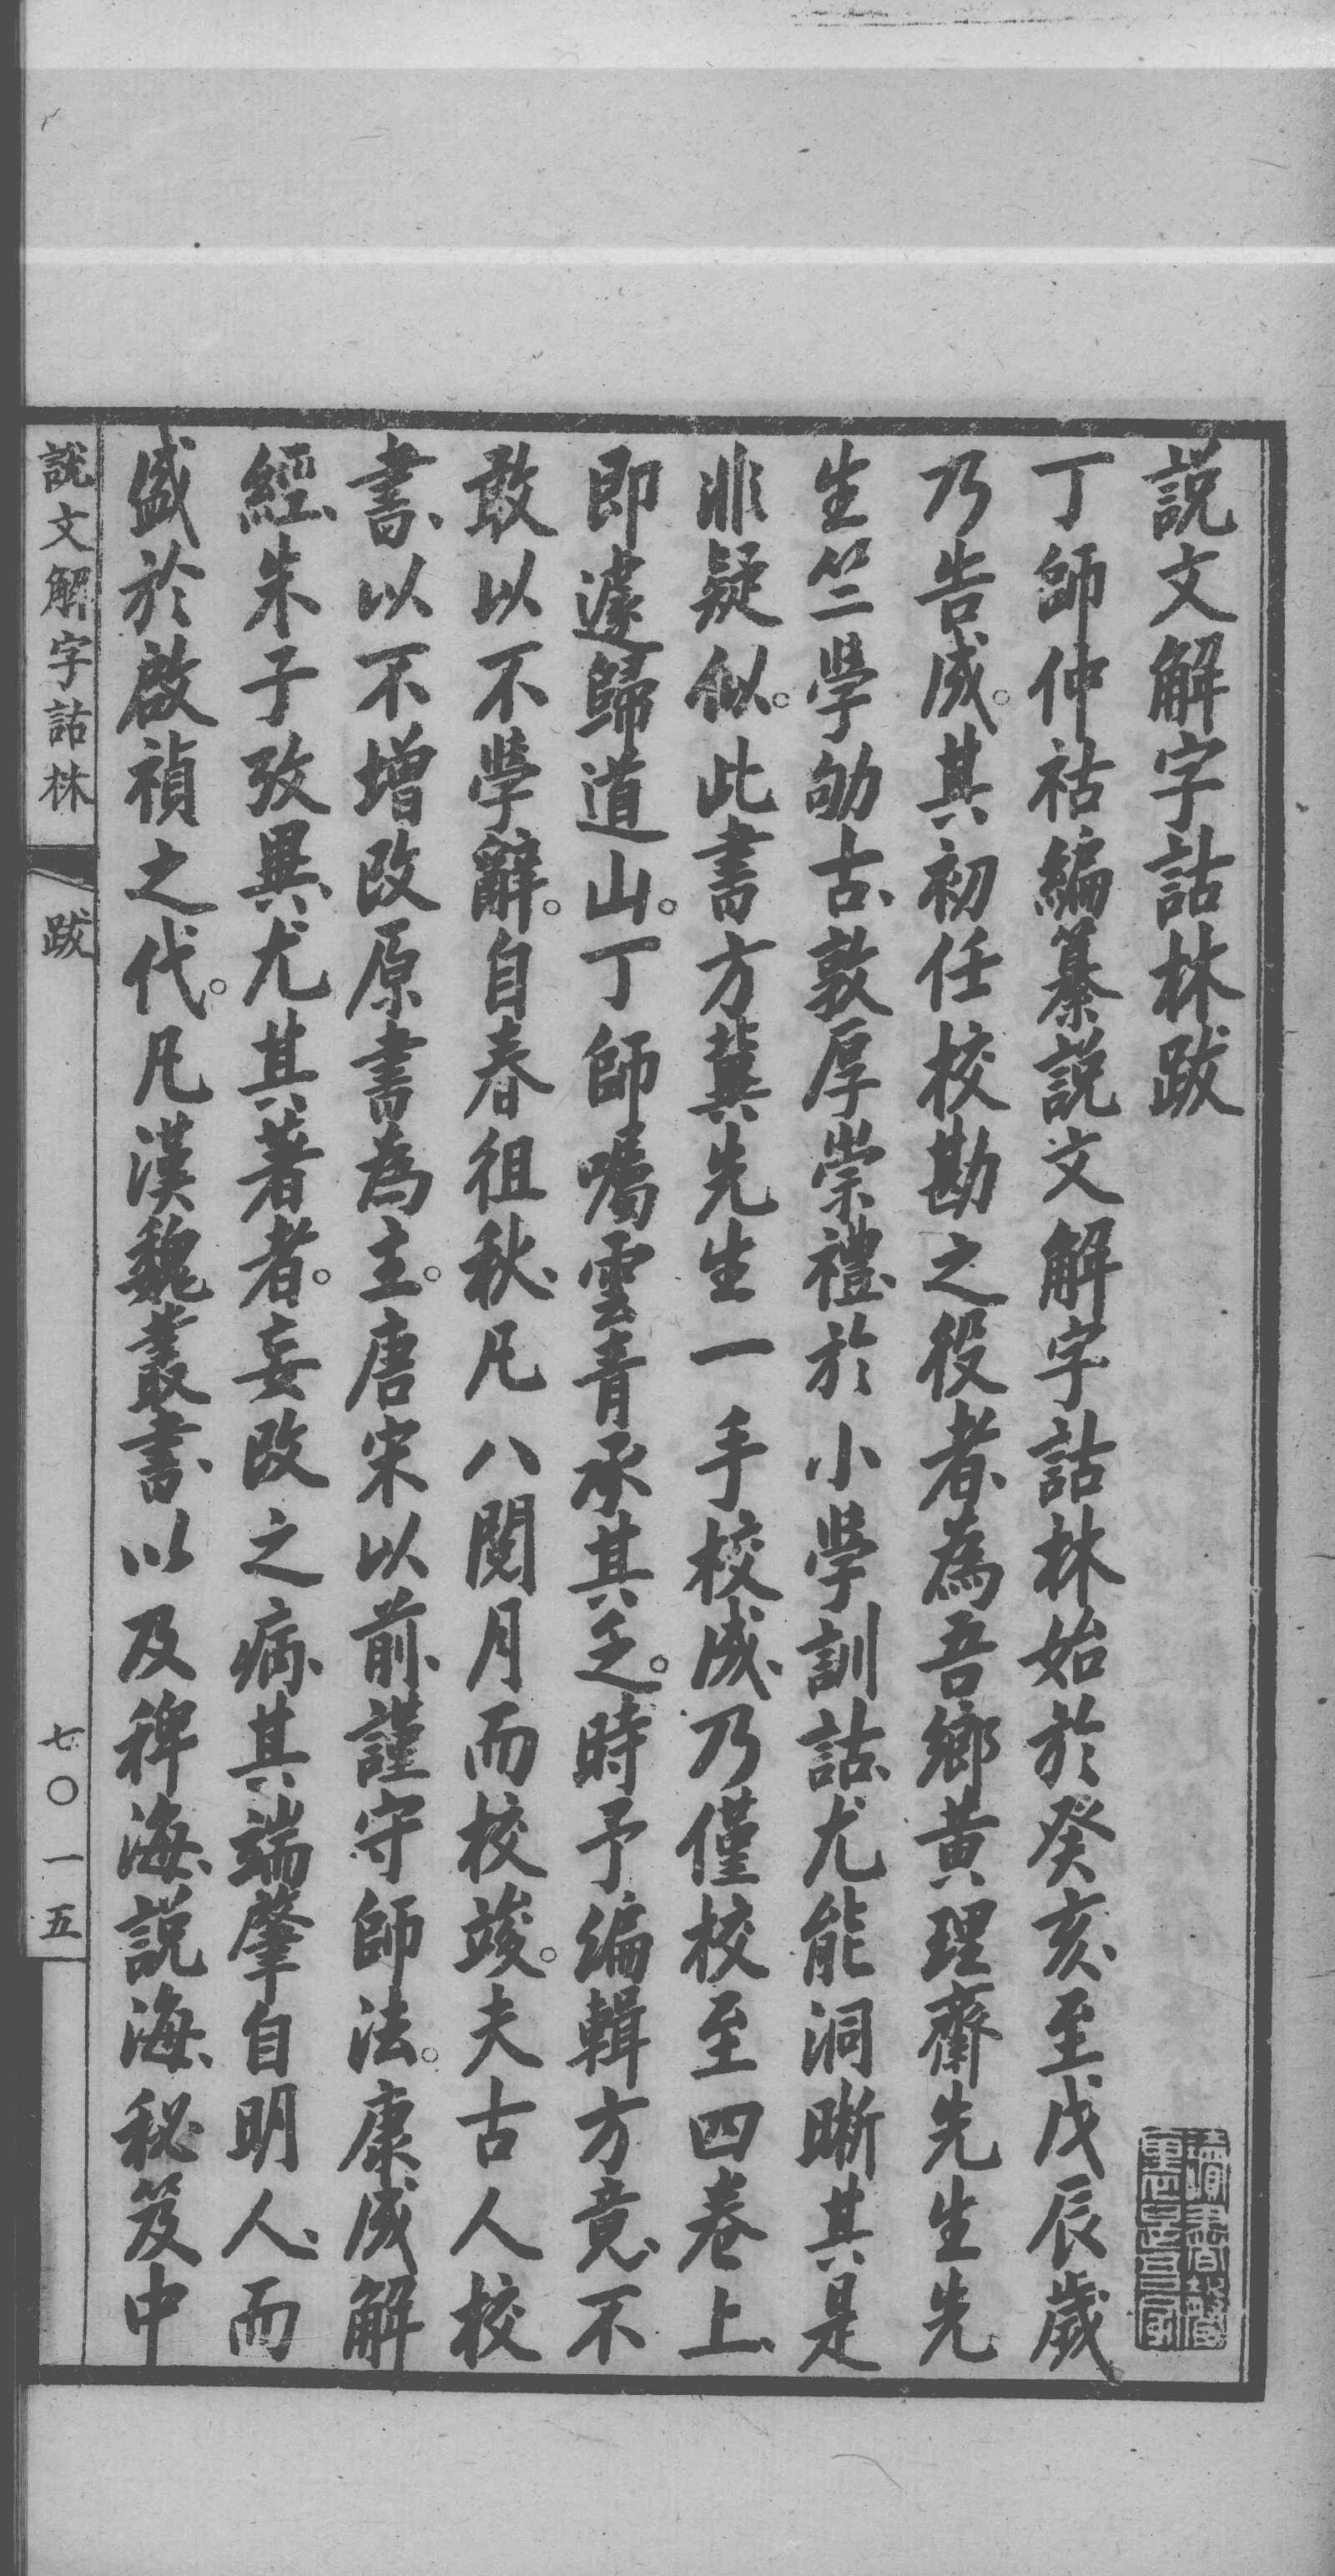 説文解字詁林跋
丁師仲祜編纂説文解字詁林始於癸亥、至戊辰歲
乃告成。其初任校勘之役者、為吾鄉黄理齋先生先
生竺學劬古、敦厚崇禮、於小學訓詁、尤能洞晰其是
非疑似。此書方冀先生一手校成、乃僅校至四卷上、
即遽歸道山。丁師囑雲青承其乏。時予編輯方竟、不
敢以不學辭。自春徂秋、凡八閱月而校竣。夫古人校
書、以不增改原書為主。唐宋以前、謹守師法。康成解
經、朱子攷異、尤其著者。妄改之病、其端肇自明人、而
盛於啟禎之代。凡漢魏叢書、以及稗海、說海、秘笈中
説文解字詁林 跋 七〇一五